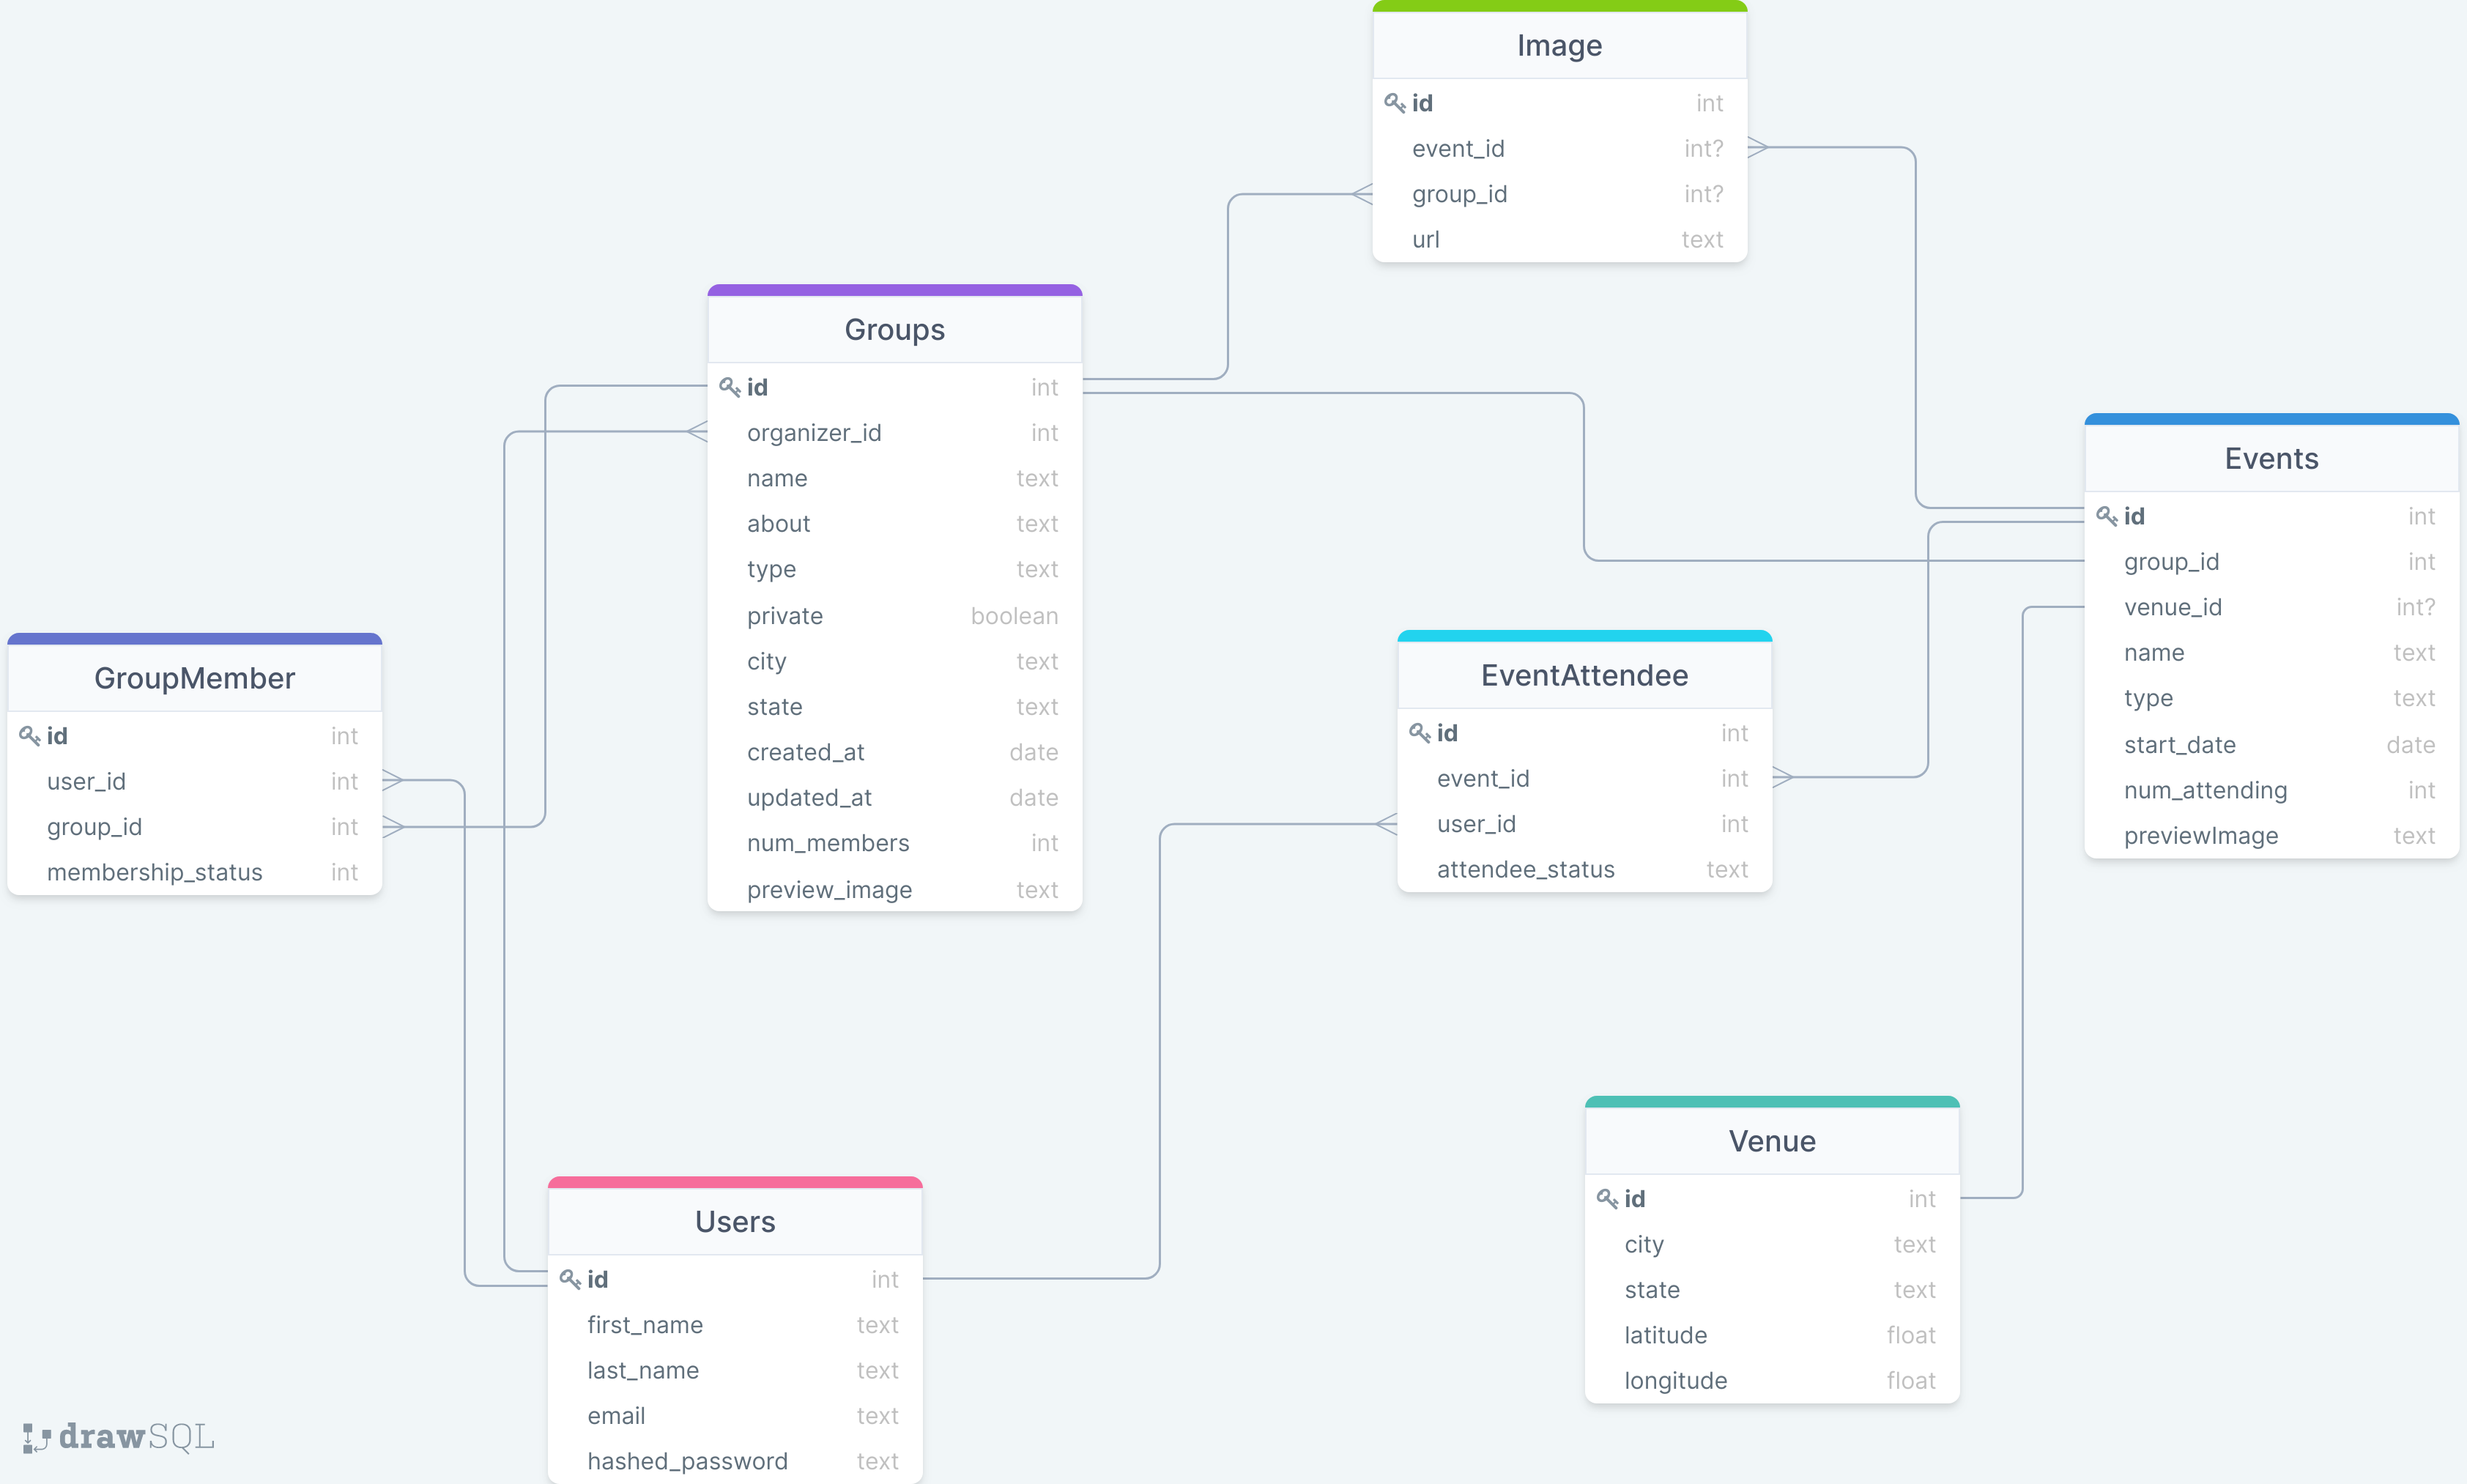 Image
id int
event_id int?
group_id int?
url text
Groups
id int
organizer_id int
name text
about text
type text
private boolean
city text
state text
created_at date
updated_at date
num_members int
preview_image text
Events
id int
group_id int
venue_id int?
name text
type text
start_date date
num_attending int
previewImage text
GroupMember
id int
user_id int
group_id int
membership_status int
EventAttendee
id int
event_id int
user_id int
attendee_status text
Venue
id int
city text
state text
latitude float
longitude float
Users
id int
first_name text
last_name text
email text
hashed_password text
drawSQL